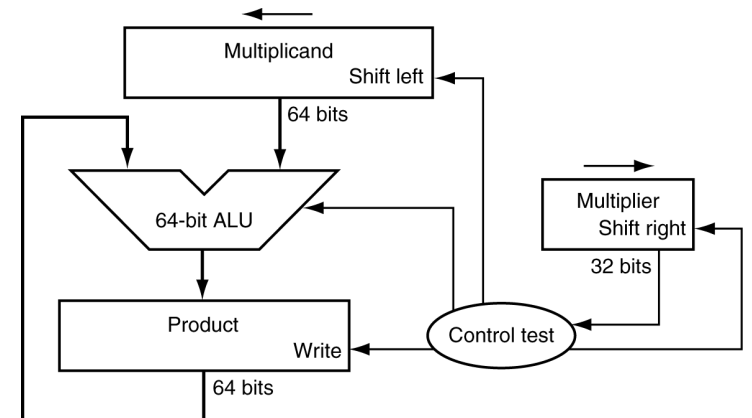 Multiplicand
Shift left
64 bits
64-bit ALU
Multiplier
Shift right
32 bits
Product
Write
Control test
64 bits